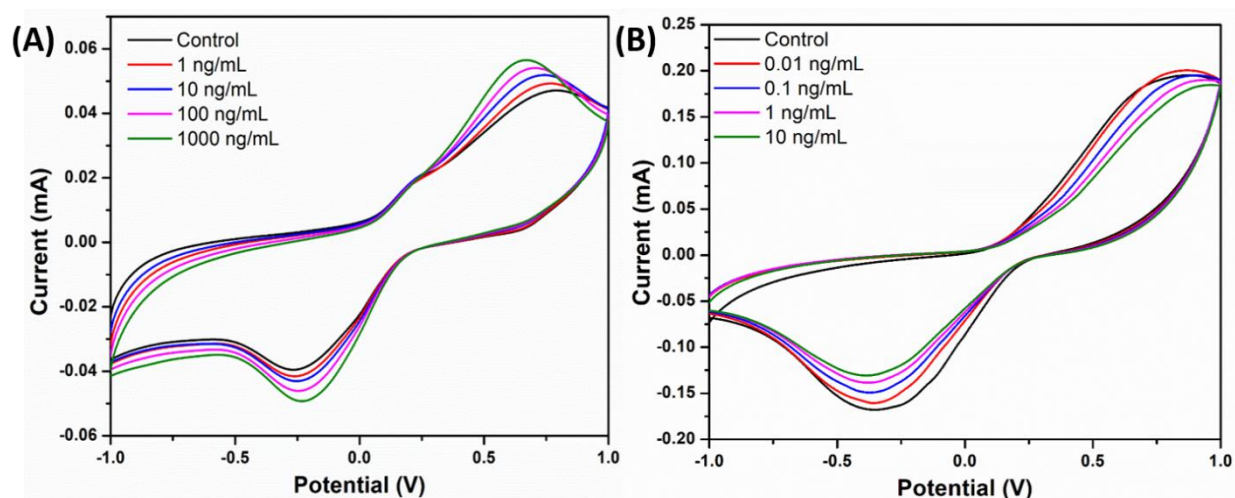 (A)
Control
1 ng/mL
10 ng/mL
100 ng/mL
1000 ng/mL
Current (mA)
0.06
0.04
0.02
0.00
-0.02
-0.04
-0.06
-1.0 -0.5 0.0 0.5 1.0
Potential (V)
(B)
Control
0.01 ng/mL
0.1 ng/mL
1 ng/mL
10 ng/mL
Current (mA)
0.25
0.20
0.15
0.10
0.05
0.00
-0.05
-0.10
-0.15
-0.20
-1.0 -0.5 0.0 0.5 1.0
Potential (V)